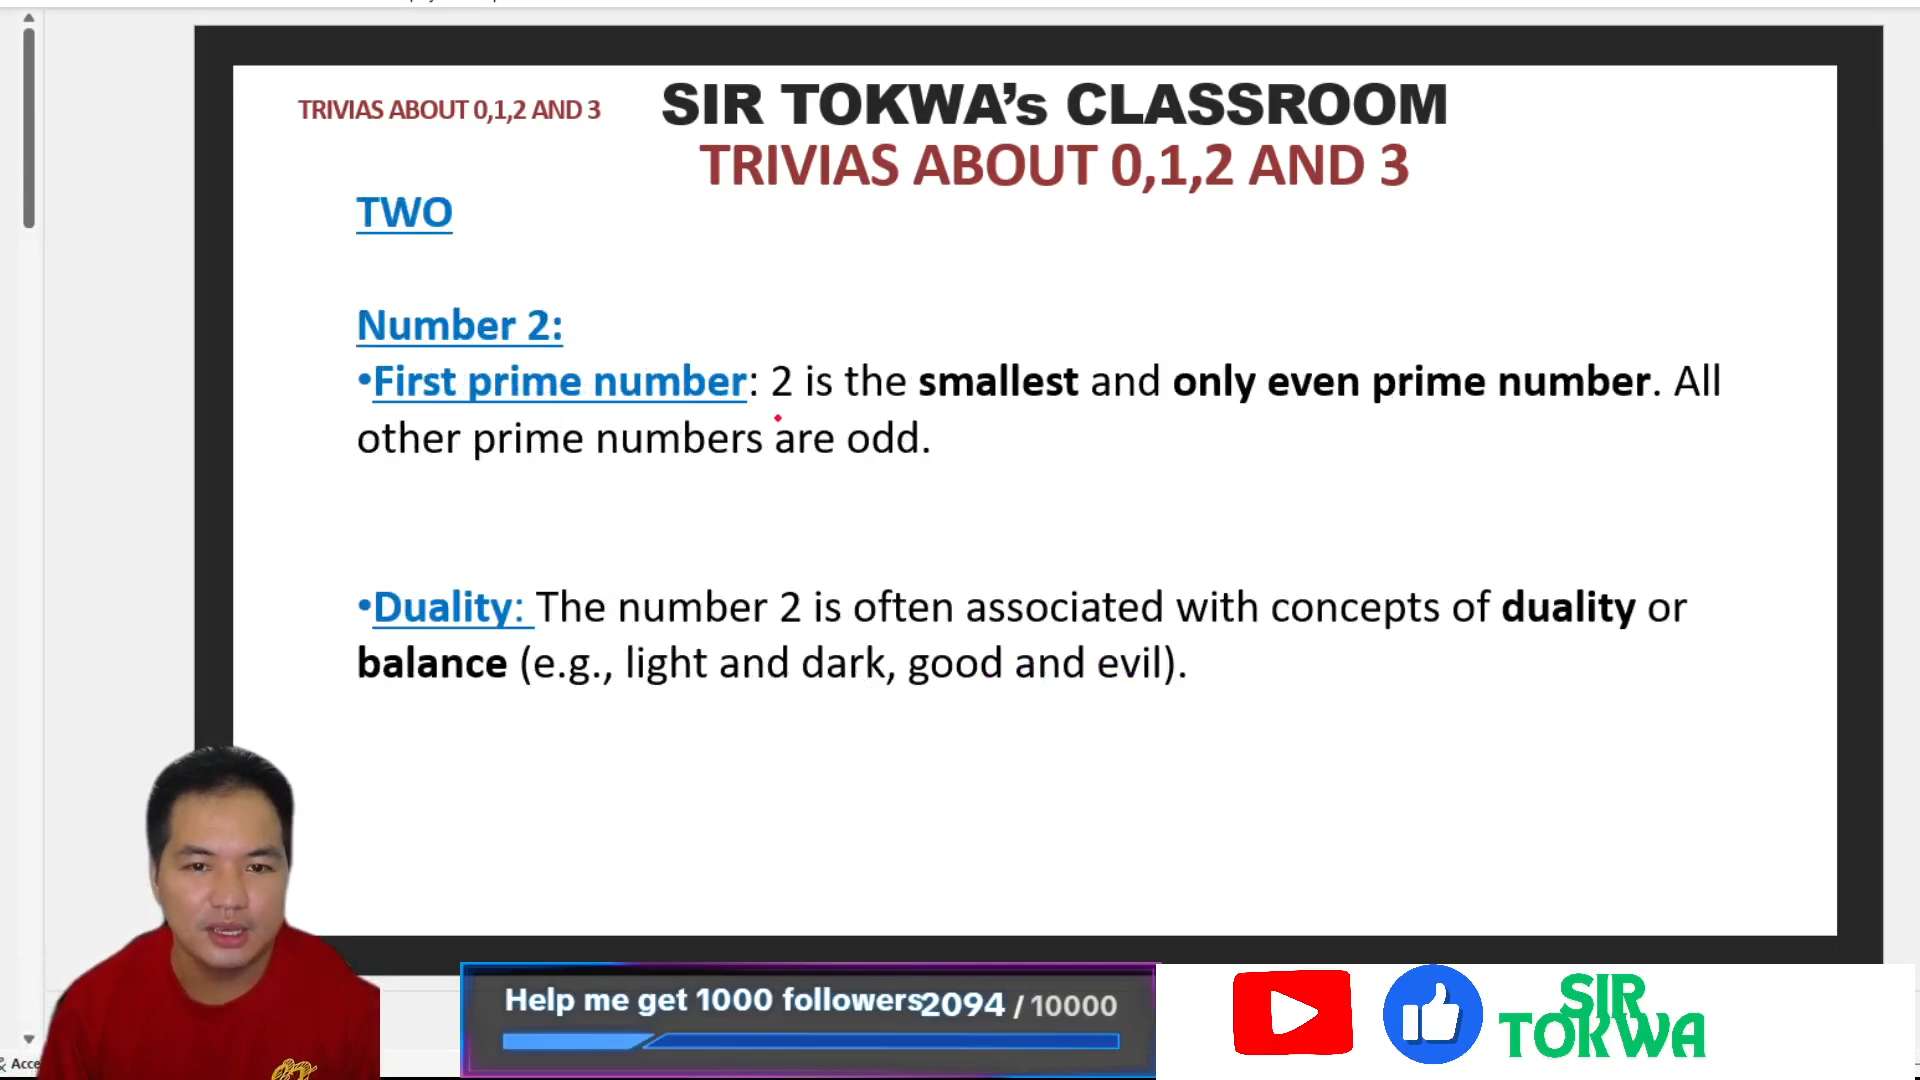 TRIVIAS ABOUT 0,1,2 AND 3
SIR TOKWA's CLASSROOM
TRIVIAS ABOUT 0,1,2 AND 3
TWO
Number 2:
•First prime number: 2 is the smallest and only even prime number. All
other prime numbers are odd.
•Duality: The number 2 is often associated with concepts of duality or
balance (e.g., light and dark, good and evil).
Help me get 1000 followers 2094 / 10000
SIR
TOKWA
Acce